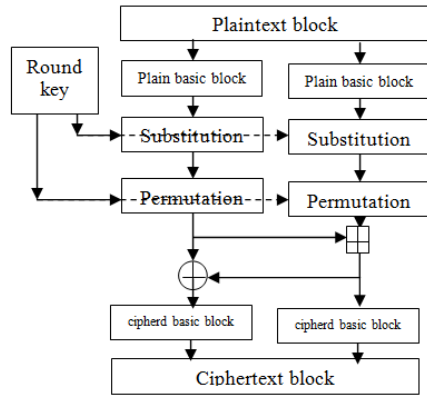 Plaintext block
Round
key
Plain basic block
Plain basic block
Substitution
Substitution
Permutation
Permutation
cipherd basic block
cipherd basic block
Ciphertext block